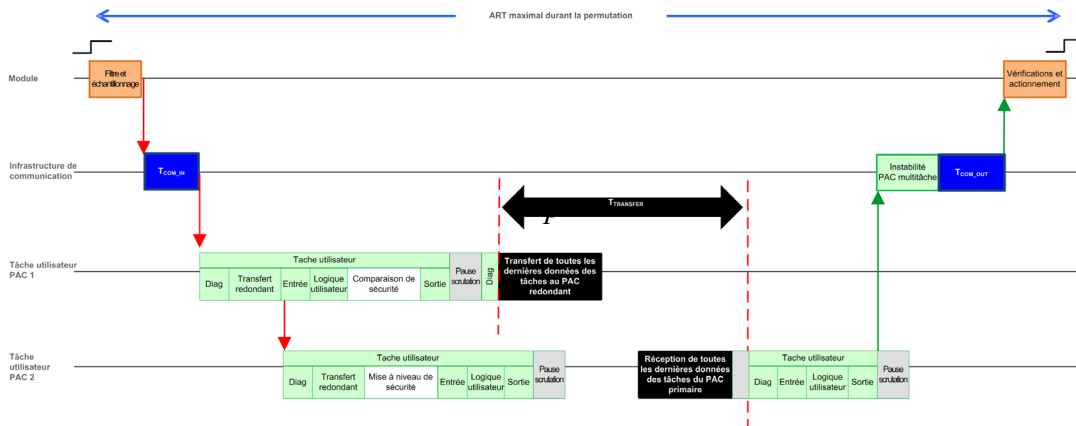 ART maximal durant la permutation
Module
Filtre et
échantillonnage
Vérifications et
actionnement
Infrastructure de
communication
TCOM_IN
Instabilité
PAC multitâche
TCOM_OUT
TTRANSFER
P
Tâche utilisateur
PAC 1
Tache utilisateur
Diag
Transfert
redondant
Entrée
Logique
utilisateur
Comparaison de
sécurité
Sortie
Pause
scrutation
Diag
Transfert de toutes les
dernières données des
tâches au PAC
redondant
Tâche
utilisateur
PAC 2
Tache utilisateur
Diag
Transfert
redondant
Mise à niveau de
sécurité
Entrée
Logique
utilisateur
Sortie
Pause
scrutation
Réception de toutes
les dernières données
des tâches du PAC
primaire
Tache utilisateur
Diag
Entrée
Logique
utilisateur
Sortie
Pause
scrutation